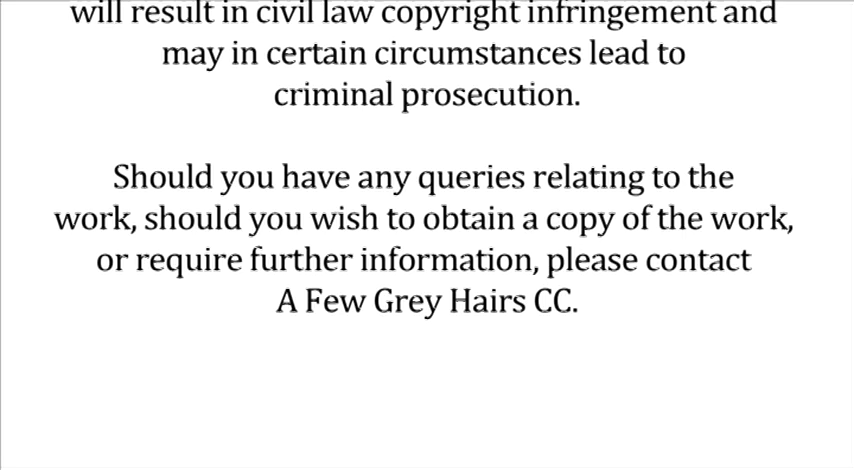 will result in civil law copyright infringement and
may in certain circumstances lead to
criminal prosecution.
Should you have any queries relating to the
work, should you wish to obtain a copy of the work,
or require further information, please contact
A Few Grey Hairs CC.